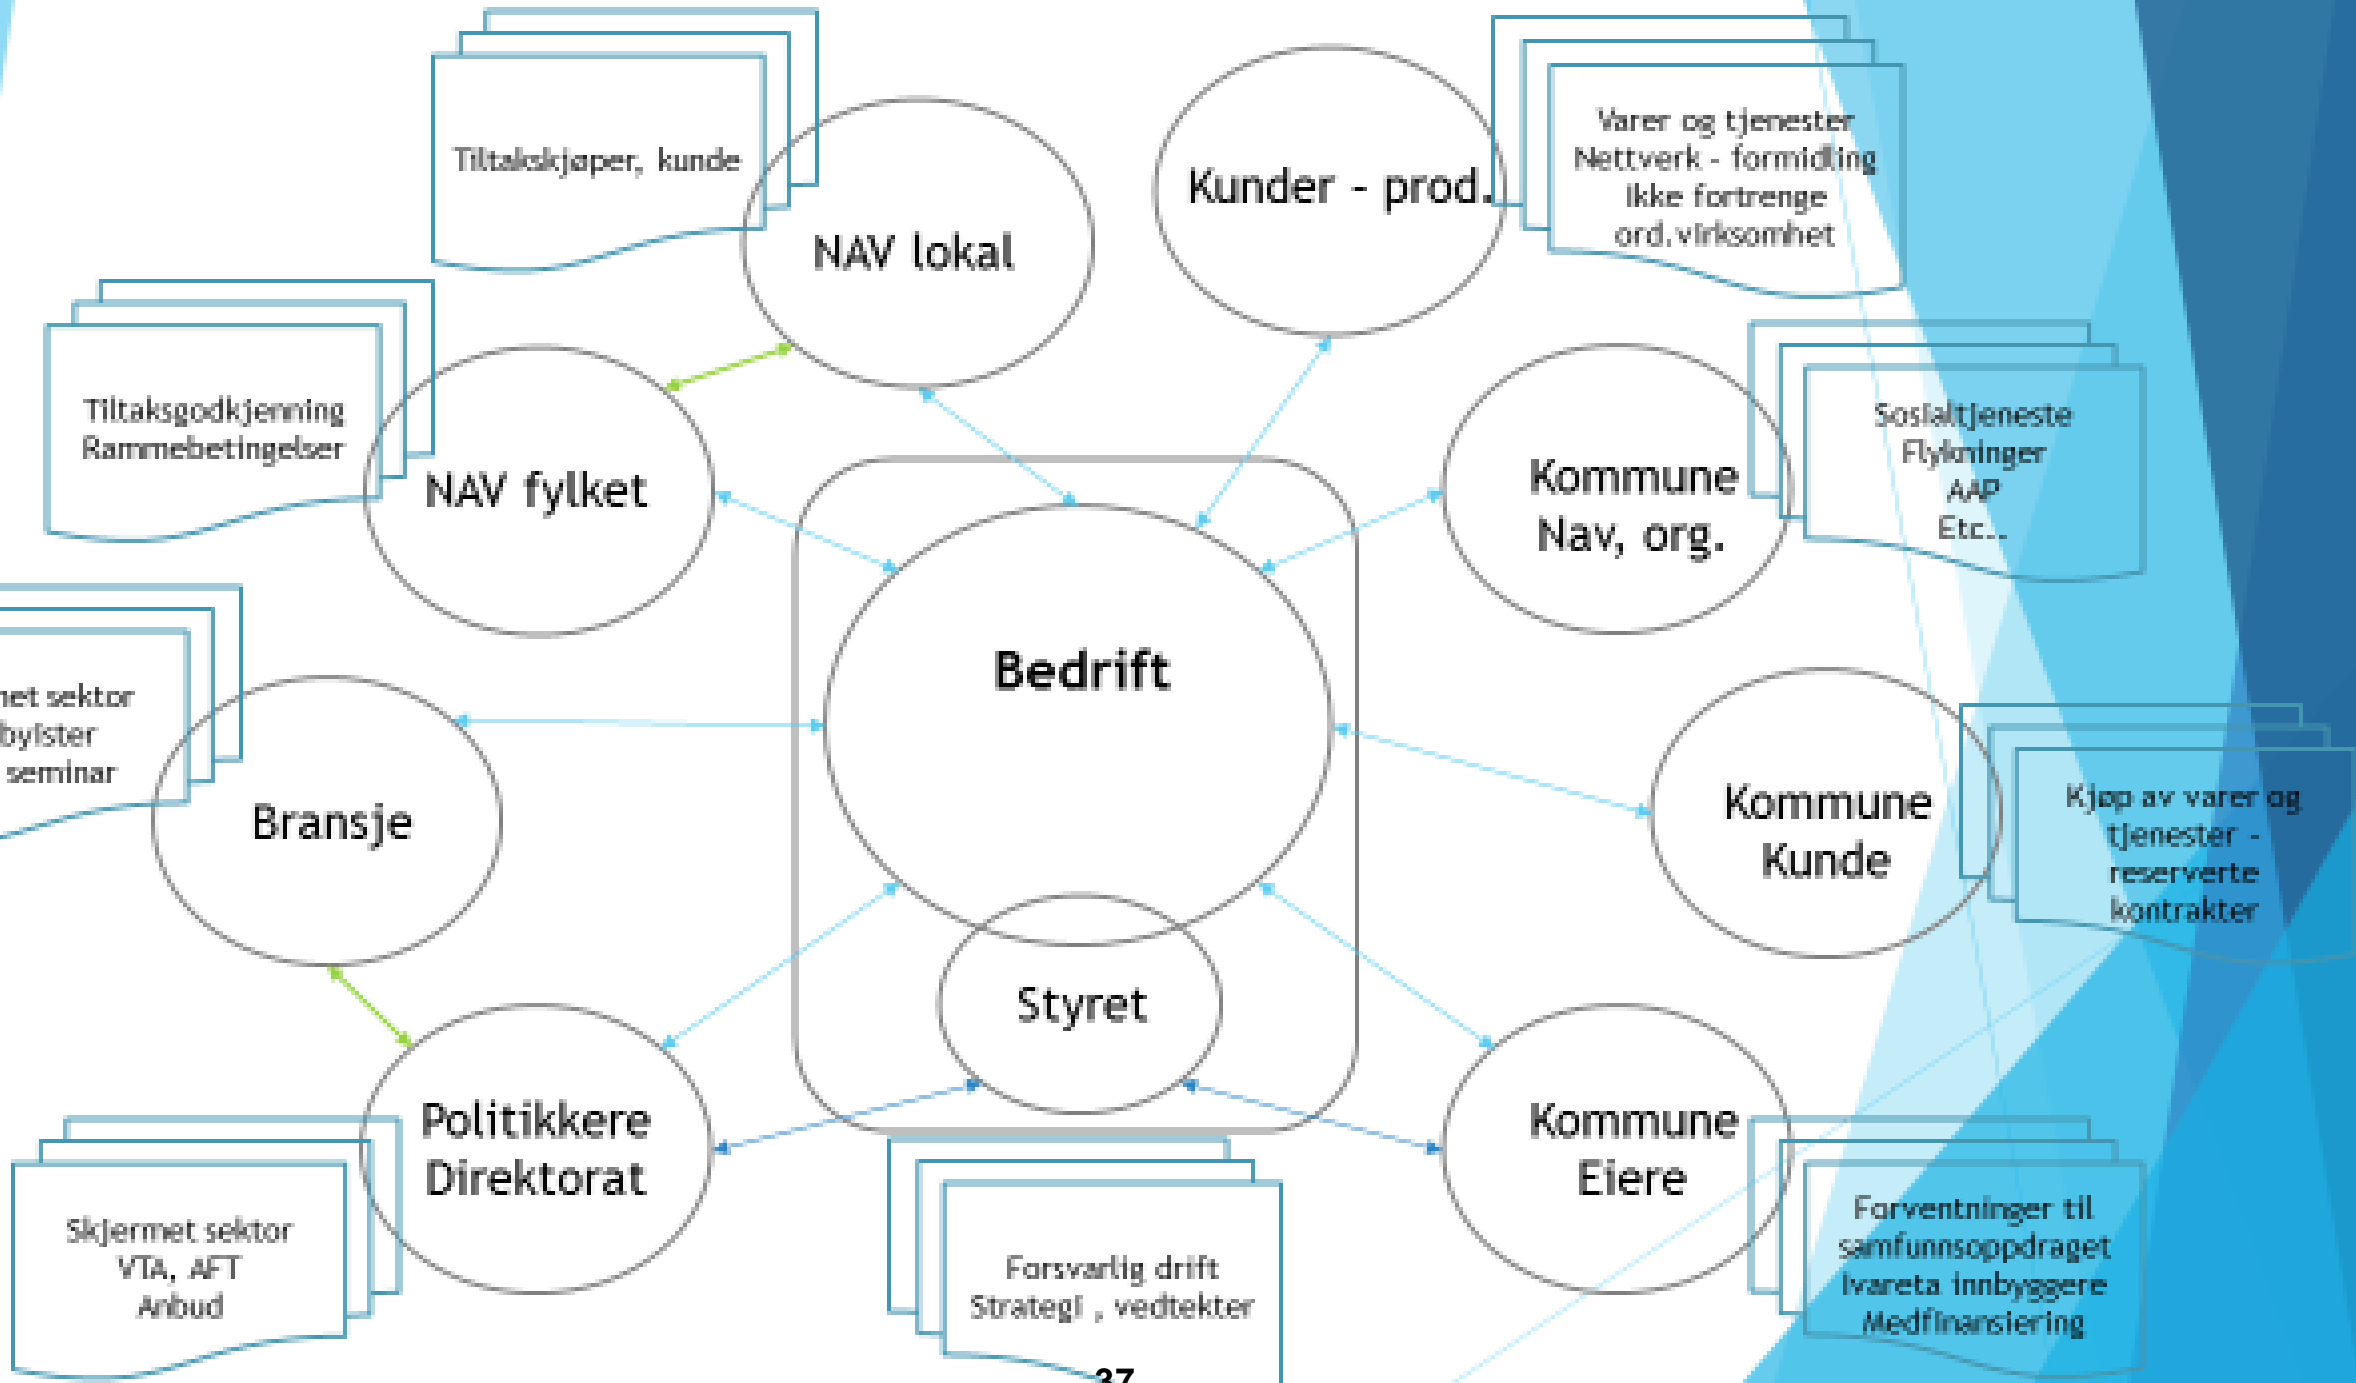 Tiltakskjøper, kunde
NAV lokal
Kunder - prod.
Varer og tjenester
Nettverk - formidling
Ikke fortrenge
ord.virksomhet
Tiltaksgodkjenning
Rammebetingelser
NAV fylket
Kommune
Nav, org.
Sosialtjeneste
Flykninger
AAP
Etc..
sektor
seminar
Bransje
Bedrift
Kommune
Kunde
Kjøp av varer og
tjenester -
reserverte
kontrakter
Styret
Politikkere
Direktorat
Skjermet sektor
VTA, AFT
Anbud
Forsvarlig drift
Strategi , vedtekter
Kommune
Eiere
Forventninger til
samfunnsoppdraget
Ivareta innbyggere
Medfinansiering
37